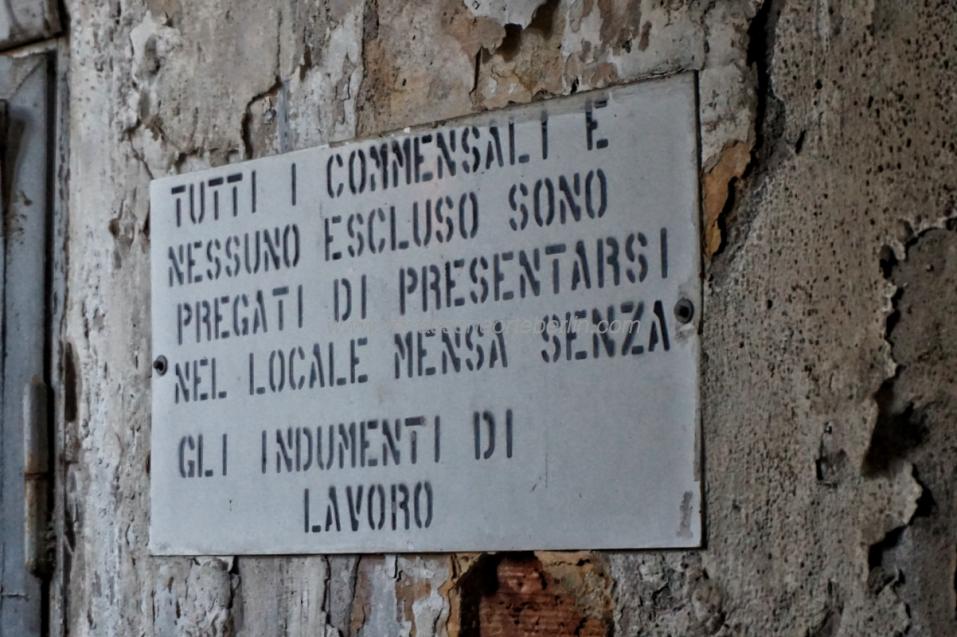 TUTTI I COMMENSALI E
NESSUNO ESCLUSO SONO
PREGATI DI PRESENTARSI
NEL LOCALE MENSA SENZA
GLI INDUMENTI DI
LAVORO